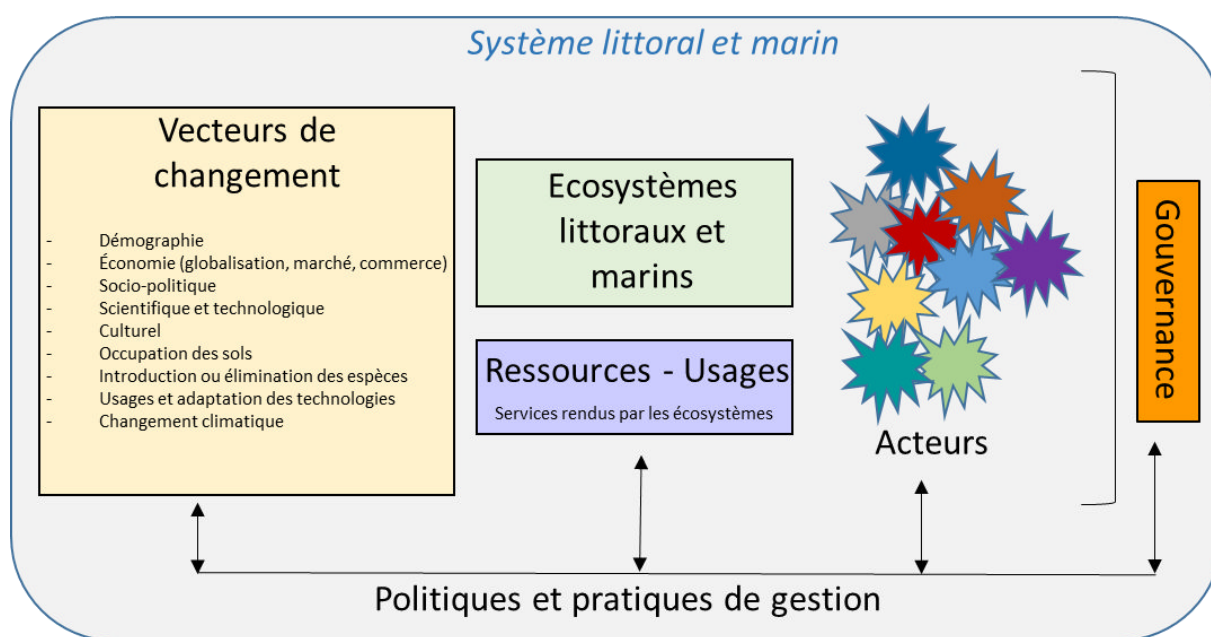 Système littoral et marin
Vecteurs de
changement
- Démographie
- Économie (globalisation, marché, commerce)
- Socio-politique
- Scientifique et technologique
- Culturel
- Occupation des sols
- Introduction ou élimination des espèces
- Usages et adaptation des technologies
- Changement climatique
Ecosystèmes
littoraux et
marins
Ressources - Usages
Services rendus par les écosystèmes
Acteurs
Gouvernance
Politiques et pratiques de gestion